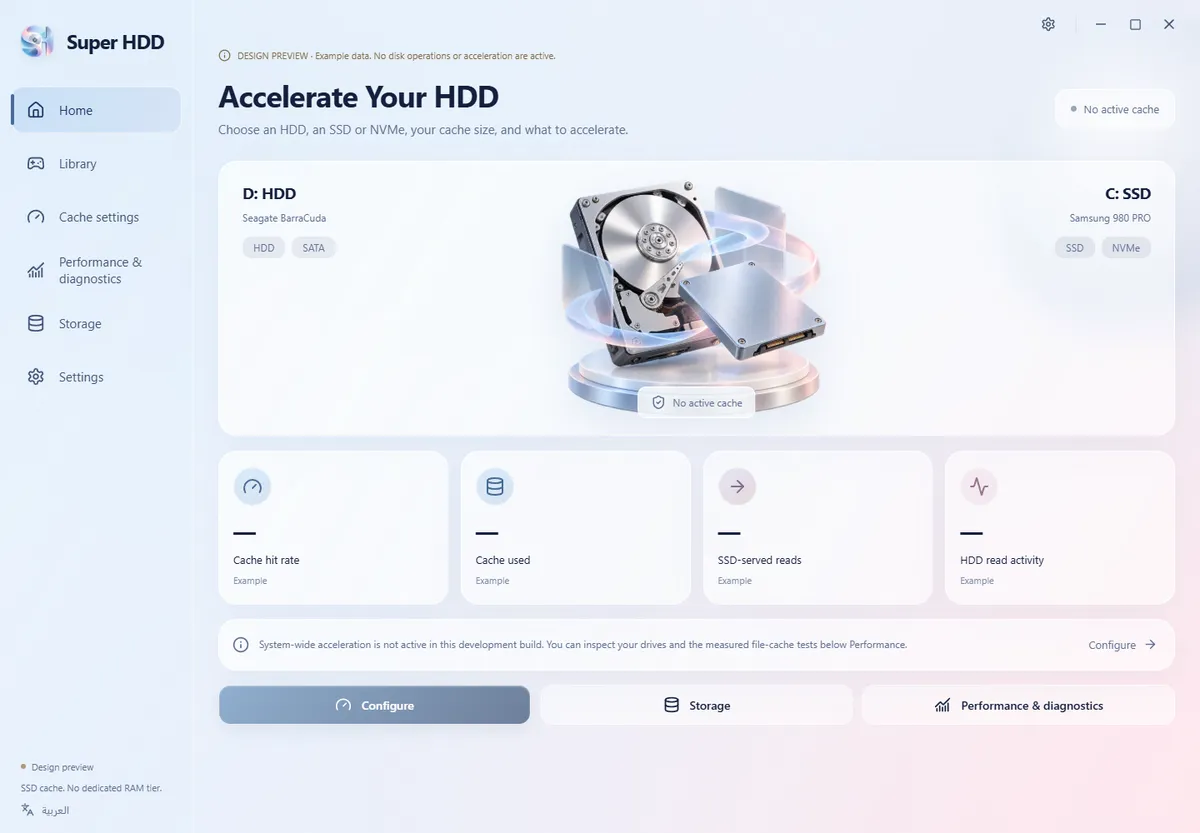 Super HDD
Home
Library
Cache settings
Performance &
diagnostics
Storage
Settings
Design preview
SSD cache. No dedicated RAM tier.
العربية
DESIGN PREVIEW · Example data. No disk operations or acceleration are active.
Accelerate Your HDD
Choose an HDD, an SSD or NVMe, your cache size, and what to accelerate.
No active cache
D: HDD
Seagate BarraCuda
HDD
SATA
C: SSD
Samsung 980 PRO
SSD
NVMe
No active cache
—
Cache hit rate
Example
—
Cache used
Example
—
SSD-served reads
Example
—
HDD read activity
Example
System-wide acceleration is not active in this development build. You can inspect your drives and the measured file-cache tests below Performance.
Configure
Configure
Storage
Performance & diagnostics